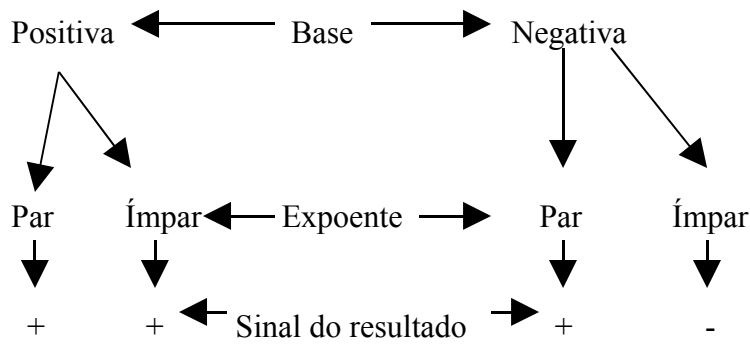 Positiva Base Negativa
Par Ímpar Expoente Par Ímpar
+ + Sinal do resultado + -